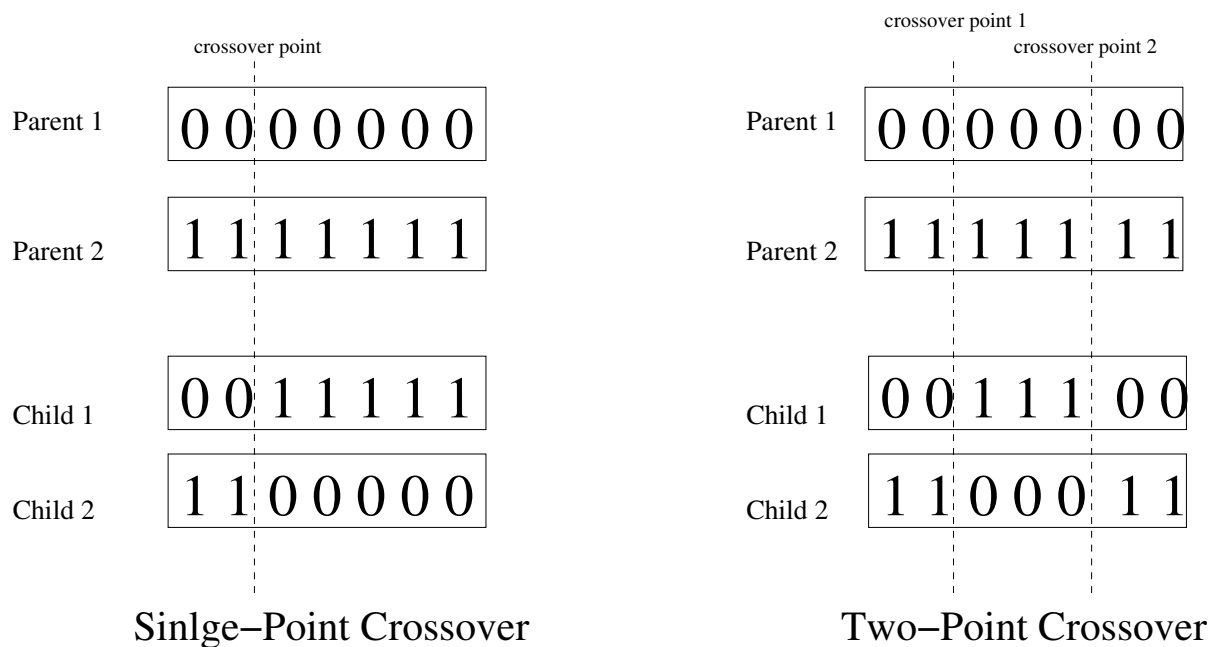 crossover point
Parent 1 0 0 0 0 0 0 0
Parent 2 1 1 1 1 1 1 1
Child 1 0 0 1 1 1 1 1
Child 2 1 1 0 0 0 0 0
Sinlge–Point Crossover
crossover point 1
crossover point 2
Parent 1 0 0 0 0 0 0 0
Parent 2 1 1 1 1 1 1 1
Child 1 0 0 1 1 1 0 0
Child 2 1 1 0 0 0 1 1
Two–Point Crossover